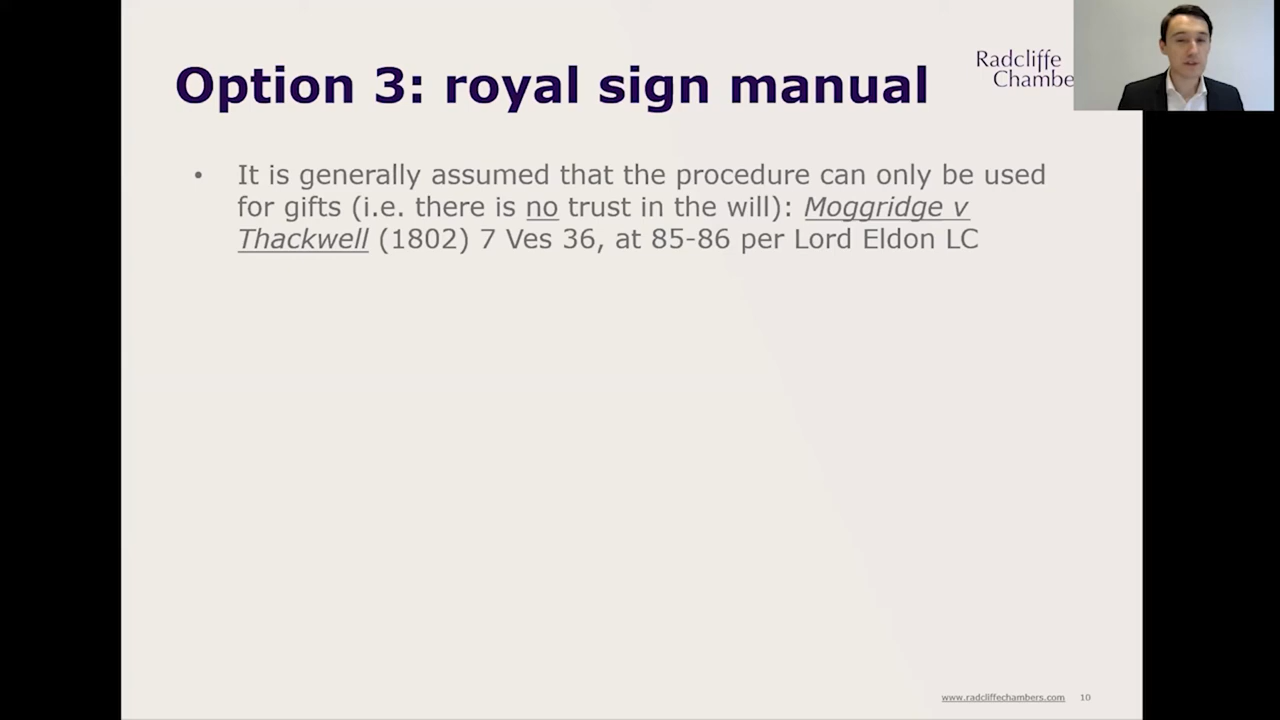 Option 3: royal sign manual
Radcliffe
Chambe
• It is generally assumed that the procedure can only be used
for gifts (i.e. there is no trust in the will): Moggridge v
Thackwell (1802) 7 Ves 36, at 85-86 per Lord Eldon LC
www.radcliffechambers.com 10